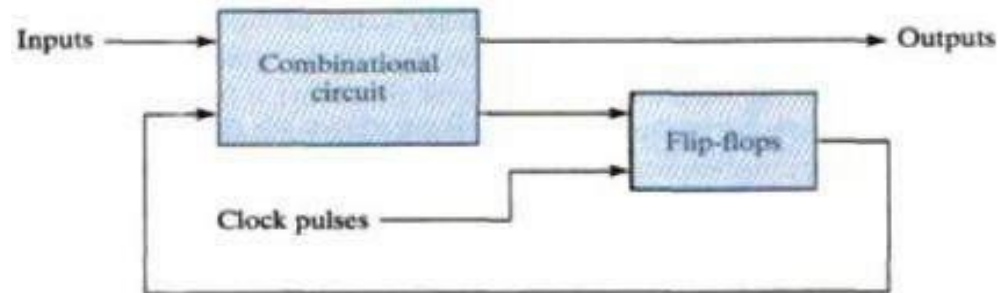 Inputs
Combinational
circuit
Outputs
Flip-flops
Clock pulses